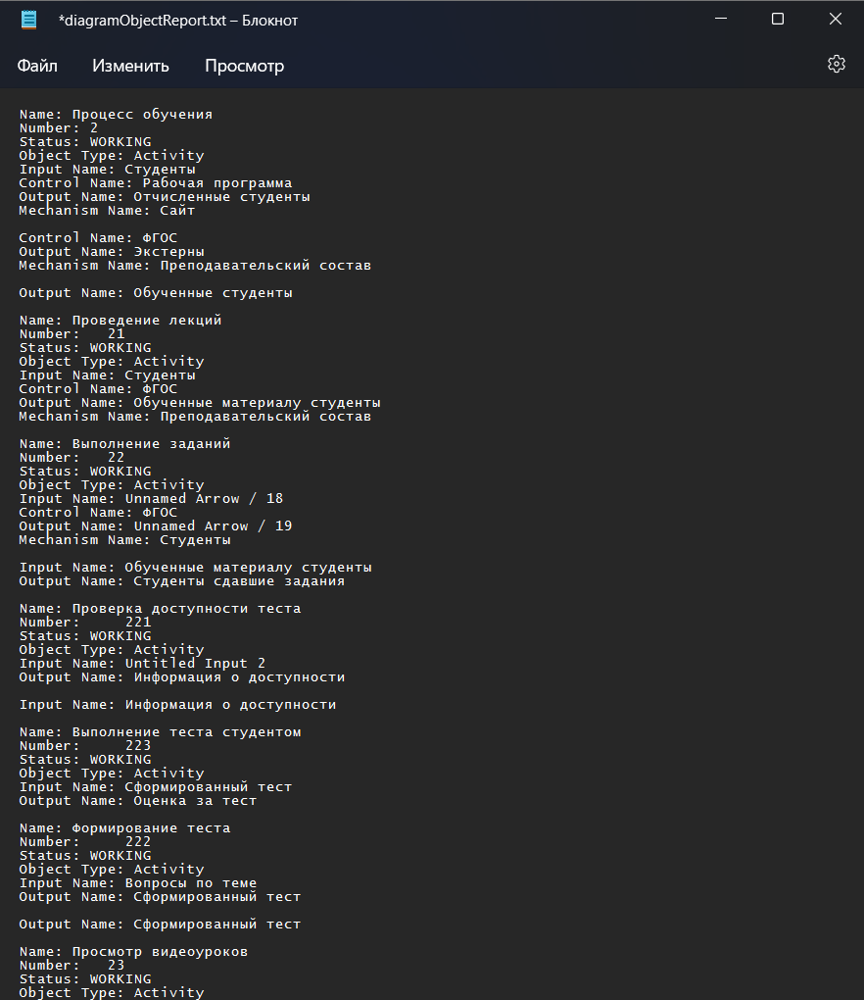 *diagramObjectReport.txt – Блокнот
Файл Изменить Просмотр
Name: Процесс обучения
Number: 2
Status: WORKING
Object Type: Activity
Input Name: Студенты
Control Name: Рабочая программа
Output Name: Отчисленные студенты
Mechanism Name: Сайт
Control Name: ФГОС
Output Name: Экстерны
Mechanism Name: Преподавательский состав
Output Name: Обученные студенты
Name: Проведение лекций
Number: 21
Status: WORKING
Object Type: Activity
Input Name: Студенты
Control Name: ФГОС
Output Name: Обученные материалу студенты
Mechanism Name: Преподавательский состав
Name: Выполнение заданий
Number: 22
Status: WORKING
Object Type: Activity
Input Name: Unnamed Arrow / 18
Control Name: ФГОС
Output Name: Unnamed Arrow / 19
Mechanism Name: Студенты
Input Name: Обученные материалу студенты
Output Name: Студенты сдавшие задания
Name: Проверка доступности теста
Number: 221
Status: WORKING
Object Type: Activity
Input Name: Untitled Input 2
Output Name: Информация о доступности
Input Name: Информация о доступности
Name: Выполнение теста студентом
Number: 223
Status: WORKING
Object Type: Activity
Input Name: Сформированный тест
Output Name: Оценка за тест
Name: Формирование теста
Number: 222
Status: WORKING
Object Type: Activity
Input Name: Вопросы по теме
Output Name: Сформированный тест
Output Name: Сформированный тест
Name: Просмотр видеоуроков
Number: 23
Status: WORKING
Object Type: Activity